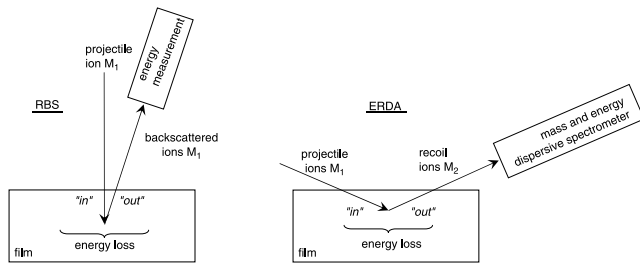 projectile
ion M1
energy
measurement
RBS
backscattered
ions M1
"in"
"out"
energy loss
film
ERDA
mass and energy
dispersive spectrometer
projectile
ions M1
recoil
ions M2
"in"
"out"
energy loss
film